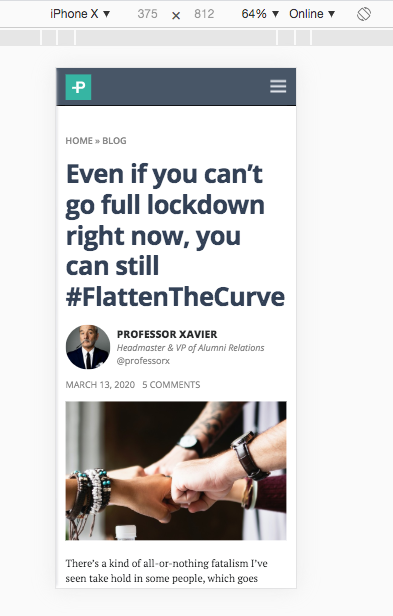 iPhone X ▼ 375 × 812 64% ▼ Online ▼
P
HOME » BLOG
Even if you can’t
go full lockdown
right now, you
can still
#FlattenTheCurve
PROFESSOR XAVIER
Headmaster & VP of Alumni Relations
@professorx
MARCH 13, 2020 5 COMMENTS
There’s a kind of all-or-nothing fatalism I’ve
seen take hold in some people, which goes